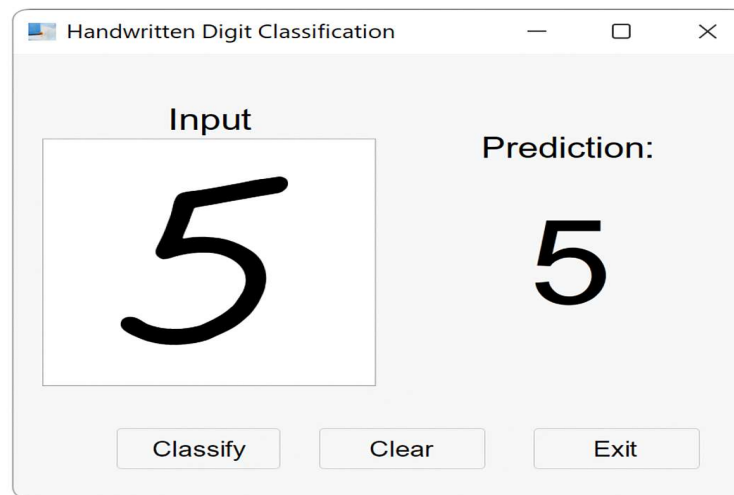 Handwritten Digit Classification
Input
Prediction:
5
5
Classify Clear Exit